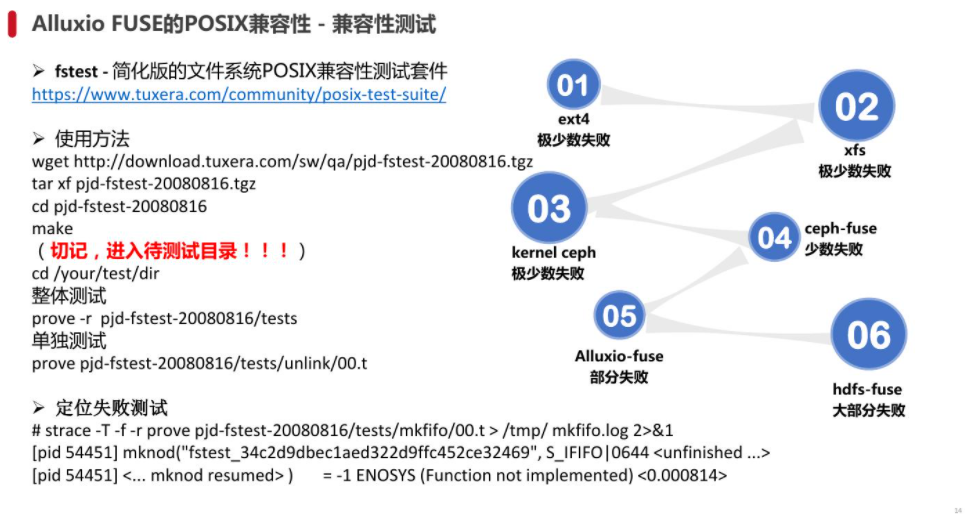 Alluxio FUSE的POSIX兼容性 - 兼容性测试
➢ fstest - 简化版的文件系统POSIX兼容性测试套件
https://www.tuxera.com/community/posix-test-suite/
➢ 使用方法
wget http://download.tuxera.com/sw/qa/pjd-fstest-20080816.tgz
tar xf pjd-fstest-20080816.tgz
cd pjd-fstest-20080816
make
（切记，进入待测试目录！！！）
cd /your/test/dir
整体测试
prove -r pjd-fstest-20080816/tests
单独测试
prove pjd-fstest-20080816/tests/unlink/00.t
➢ 定位失败测试
# strace -T -f -r prove pjd-fstest-20080816/tests/mkfifo/00.t > /tmp/ mkfifo.log 2>&1
[pid 54451] mknod("fstest_34c2d9dbec1aed322d9ffc452ce32469", S_IFIFO|0644 <unfinished ...>
[pid 54451] <... mknod resumed> ) = -1 ENOSYS (Function not implemented) <0.000814>
01
ext4
极少数失败
02
xfs
极少数失败
03
kernel ceph
极少数失败
04
ceph-fuse
少数失败
05
Alluxio-fuse
部分失败
06
hdfs-fuse
大部分失败
14